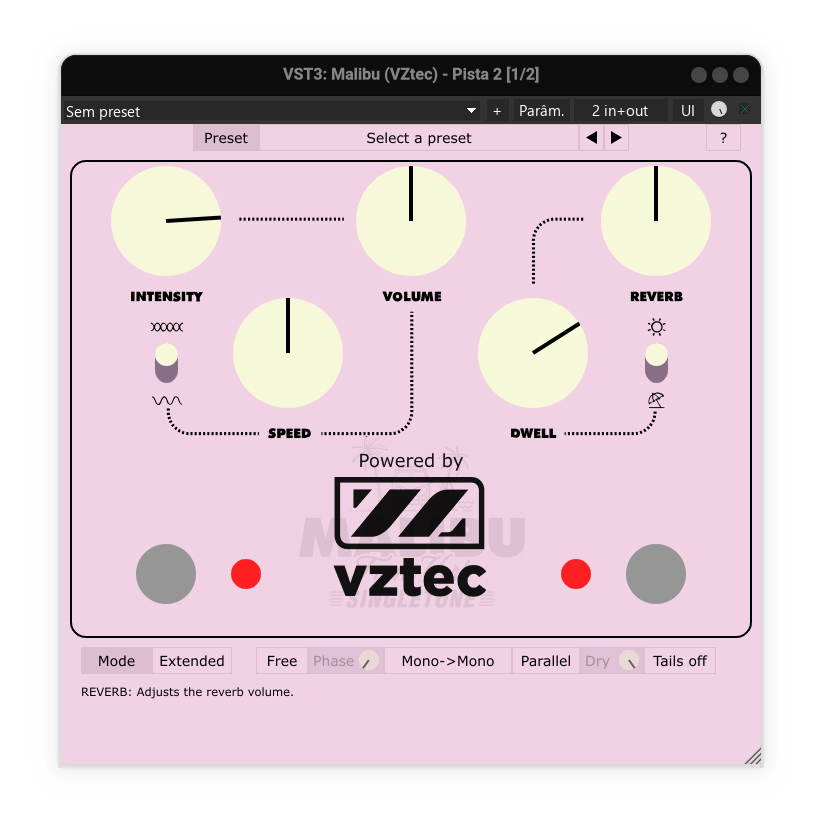 VST3: Malibu (VZtec) - Pista 2 [1/2]
Sem preset + Parâm. 2 in+out UI
Preset Select a preset ?
INTENSITY VOLUME REVERB
SPEED DWELL
Powered by
MALIBU
vztec
SINGLETONE
Mode Extended Free Phase Mono->Mono Parallel Dry Tails off
REVERB: Adjusts the reverb volume.